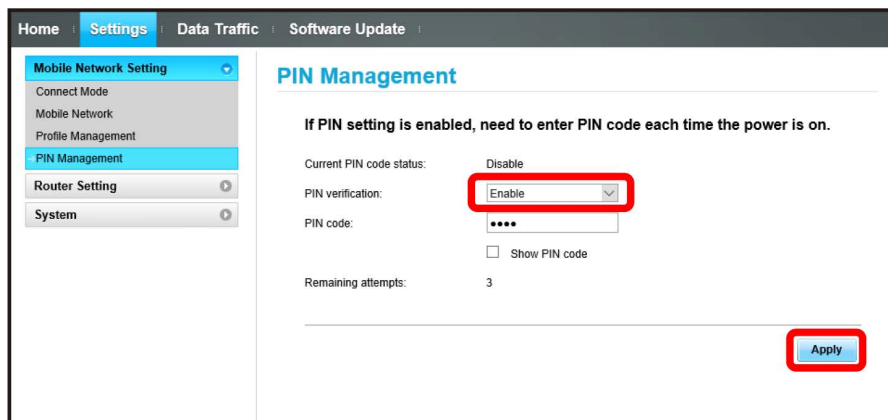 Home Settings Data Traffic Software Update
Mobile Network Setting
Connect Mode
Mobile Network
Profile Management
PIN Management
Router Setting
System
PIN Management
If PIN setting is enabled, need to enter PIN code each time the power is on.
Current PIN code status: Disable
PIN verification: Enable
PIN code: ••••
Show PIN code
Remaining attempts: 3
Apply